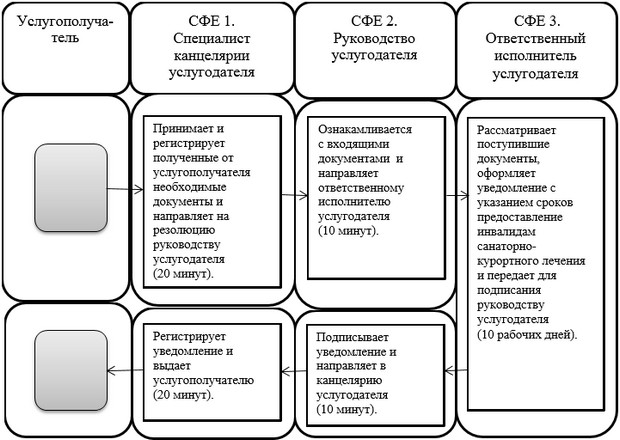 Услугополуча-
тель
СФЕ 1.
Специалист
канцелярии
услугодателя
СФЕ 2.
Руководство
услугодателя
СФЕ 3.
Ответственный
исполнитель
услугодателя
Принимает и
регистрирует
полученные от
услугополучателя
необходимые
документы и
направляет на
резолюцию
руководству
услугодателя
(20 минут).
Ознакамливается
с входящими
документами и
направляет
ответственному
исполнителю
услугодателя
(10 минут).
Рассматривает
поступившие
документы,
оформляет
уведомление с
указанием сроков
предоставление
инвалидам
санаторно-
курортного лечения
и передает для
подписания
руководству
услугодателя
(10 рабочих дней).
Регистрирует
уведомление и
выдает
услугополучателю
(20 минут).
Подписывает
уведомление и
направляет в
канцелярию
услугодателя
(10 минут).